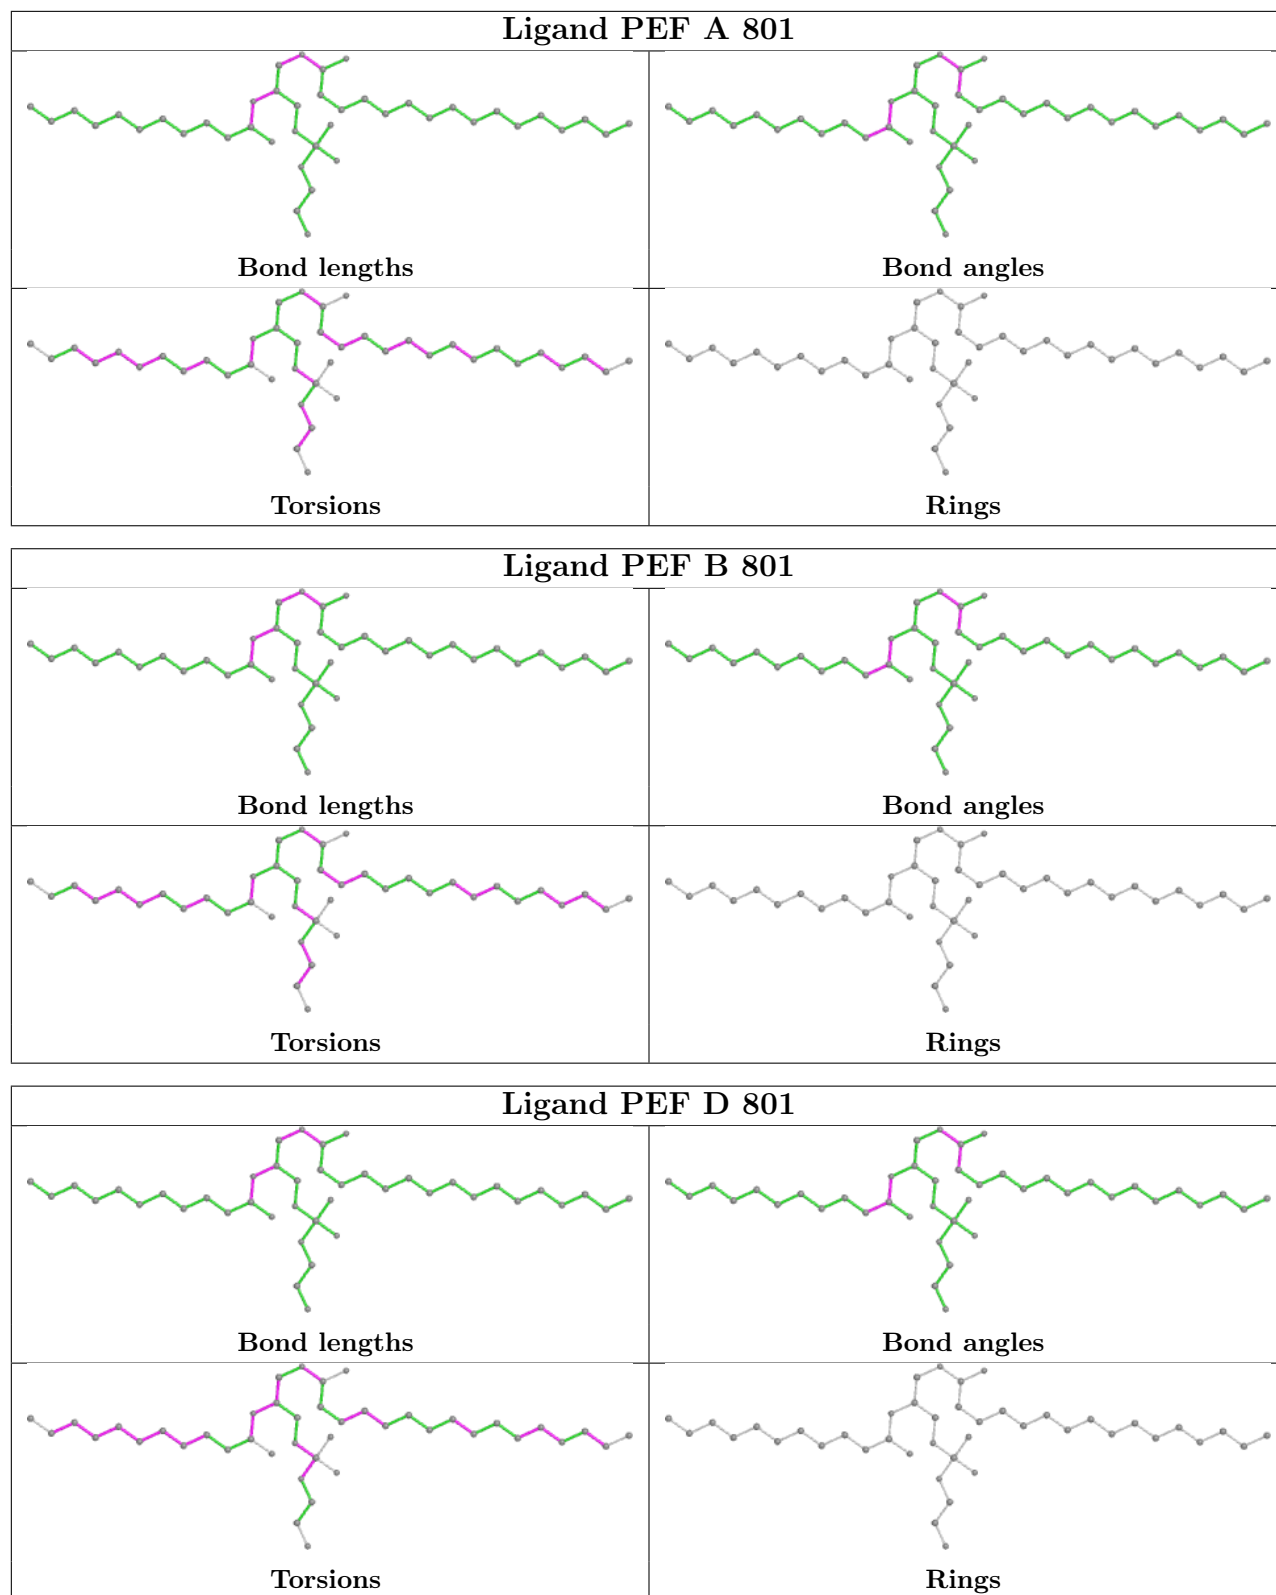 Ligand PEF A 801
Bond lengths
Bond angles
Torsions
Rings
Ligand PEF B 801
Bond lengths
Bond angles
Torsions
Rings
Ligand PEF D 801
Bond lengths
Bond angles
Torsions
Rings